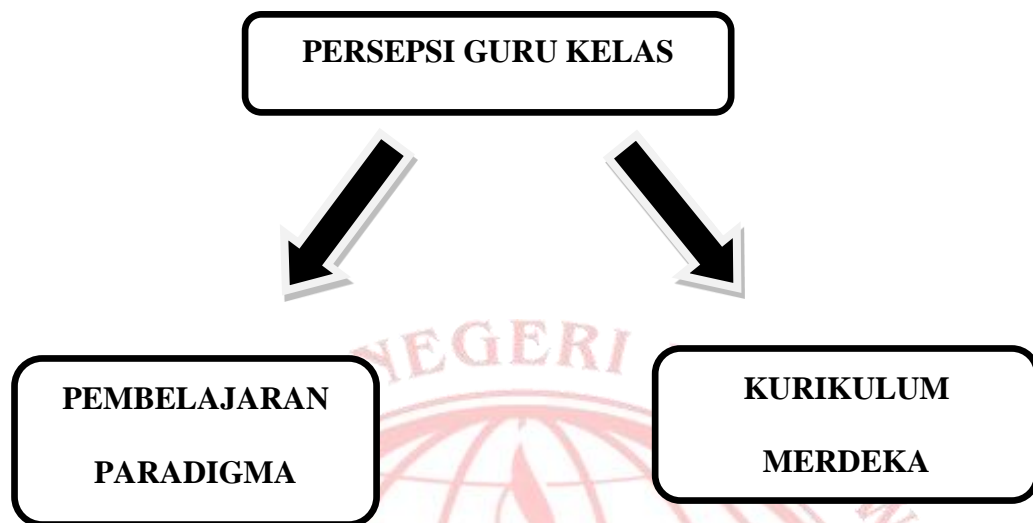 PERSEPSI GURU KELAS
NEGERI
PEMBELAJARAN
PARADIGMA
KURIKULUM
MERDEKA